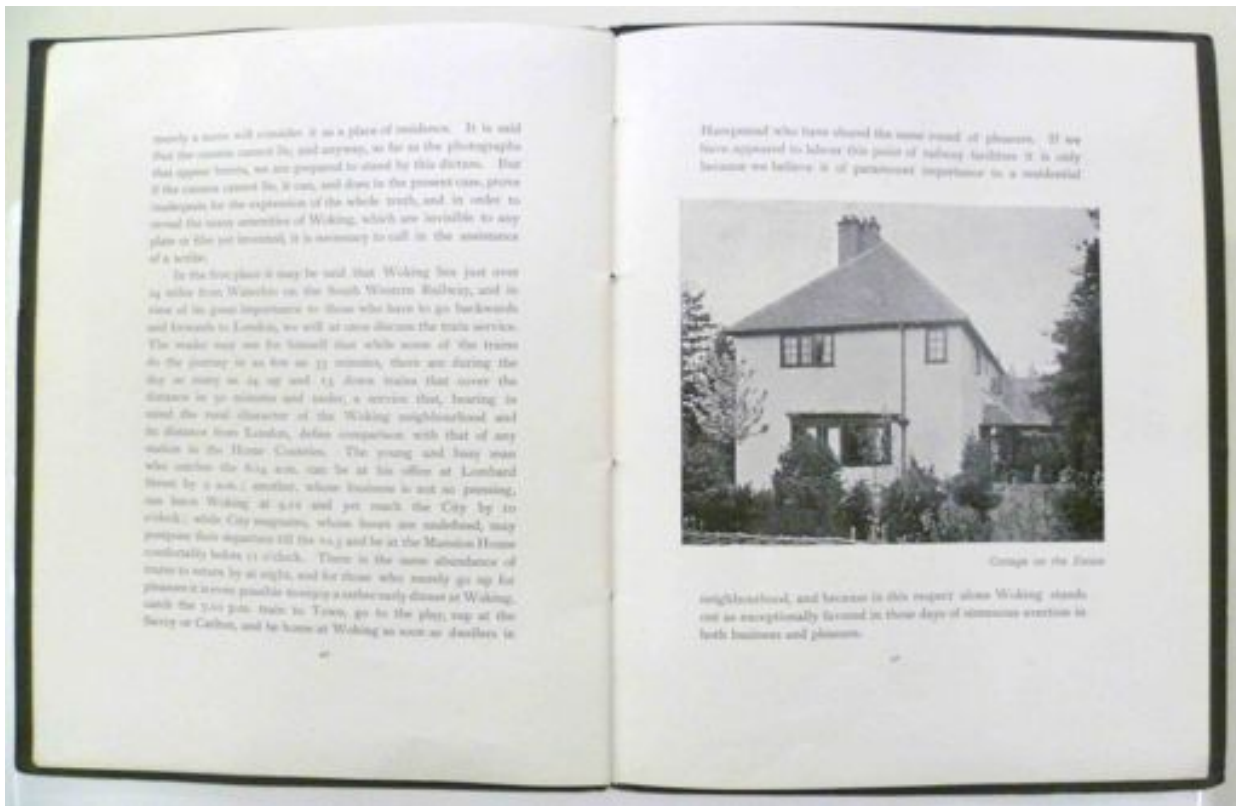 merely a name will consider it as a place of residence. It is said
that the camera cannot lie, and anyway, so far as the photographs
that appear herein, we are prepared to stand by this dictum. But
if the camera cannot lie, it can, and does in the present case, prove
inadequate for the expression of the whole truth, and in order to
reveal the many amenities of Woking, which are invisible to any
plate or film yet invented, it is necessary to call in the assistance
of a scribe.
In the first place it may be said that Woking lies just over
24 miles from Waterloo on the South Western Railway, and in
view of its great importance to those who have to go backwards
and forwards to London, we will at once discuss the train service.
The reader may see for himself that while some of the trains
do the journey in as few as 33 minutes, there are during the
day as many as 24 up and 23 down trains that cover the
distance in 50 minutes and under, a service that, bearing in
mind the rural character of the Woking neighbourhood and
its distance from London, defies comparison with that of any
station in the Home Counties. The young and busy man
who catches the 8.14 a.m. can be at his office at Lombard
Street by 9 a.m.; another, whose business is not so pressing,
can leave Woking at 9.12 and yet reach the City by 10
o'clock; while City magnates, whose hours are undefined, may
postpone their departure till the 10.3 and be at the Mansion House
comfortably before 11 o'clock. There is the same abundance of
trains to return by at night, and for those who merely go up for
pleasure it is even possible to enjoy a rather early dinner at Woking,
catch the 7.10 p.m. train to Town, go to the play, sup at the
Savoy or Carlton, and be home at Woking as soon as dwellers in
Hampstead who have shared the same round of pleasure. If we
have appeared to labour this point of railway facilities it is only
because we believe it of paramount importance in a residential
Cottage on the Estate
neighbourhood, and because in this respect alone Woking stands
out as exceptionally favored in these days of strenuous exertion in
both business and pleasure.